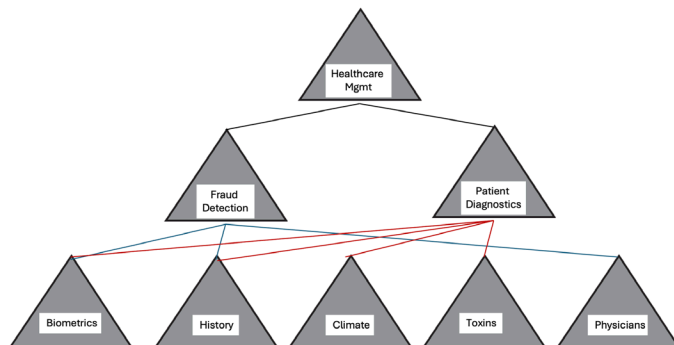 Healthcare
Mgmt
Fraud
Detection
Patient
Diagnostics
Biometrics
History
Climate
Toxins
Physicians